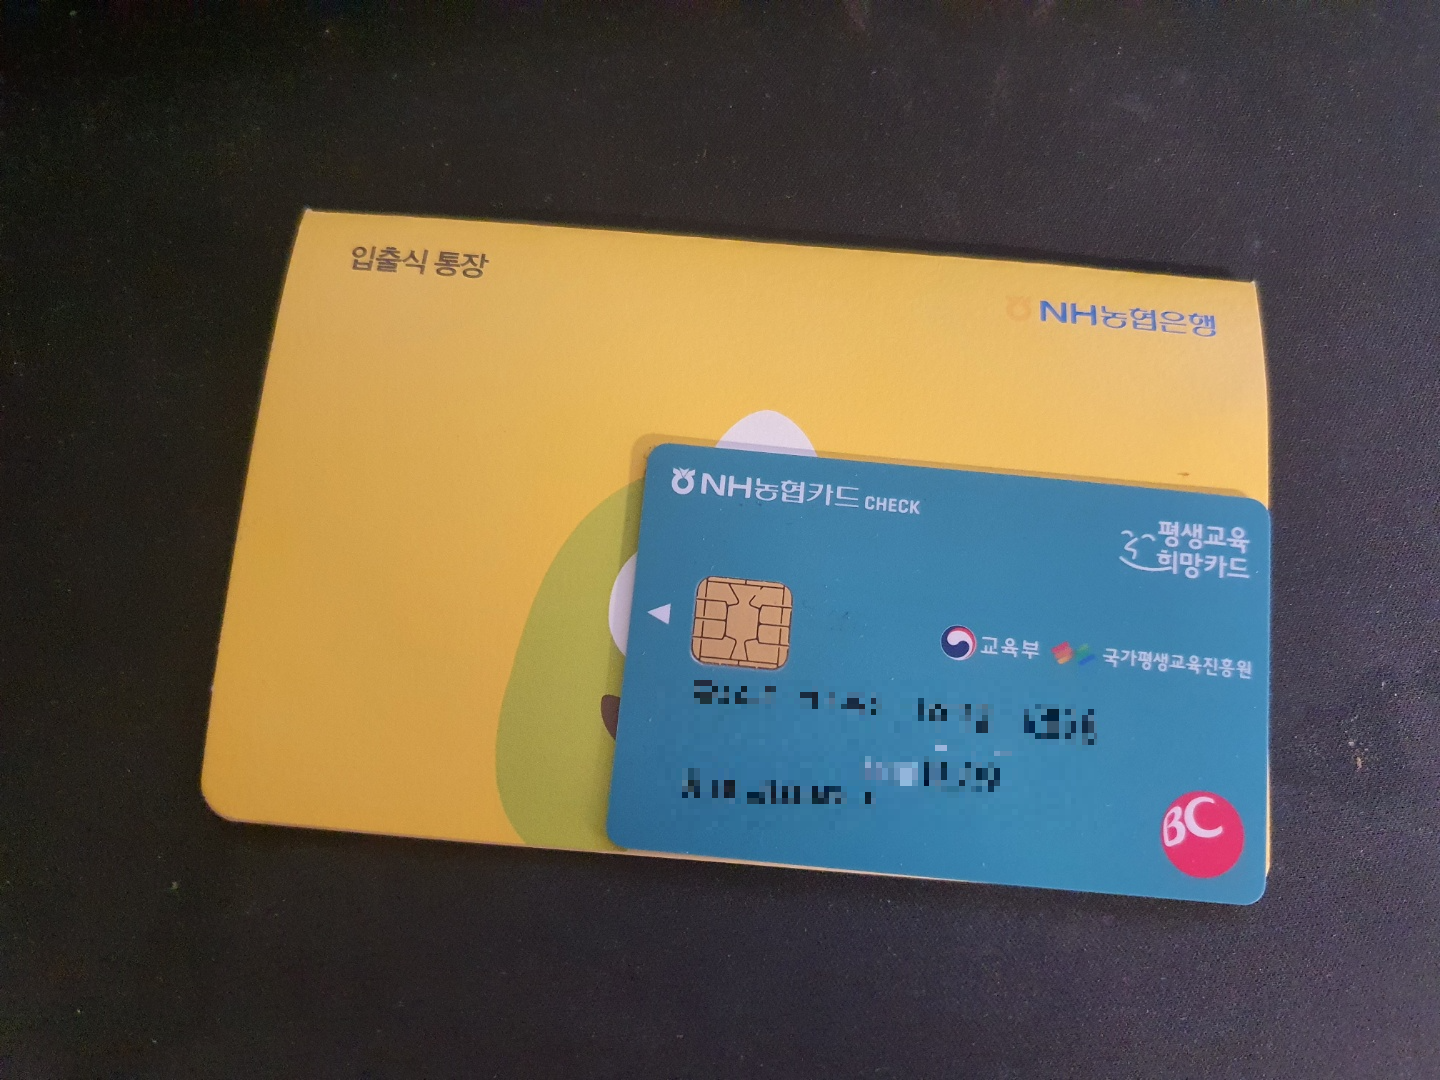 입출식 통장
NH농협은행
NH농협카드 CHECK
평생교육
희망카드
교육부 국가평생교육진흥원
BC